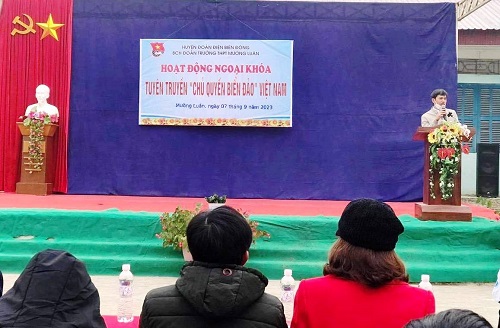 HUYỆN ĐOÀN ĐIỆN BIÊN ĐÔNG
BCH ĐOÀN TRƯỜNG THPT MƯỜNG LUÂN
HOẠT ĐỘNG NGOẠI KHÓA
TUYÊN TRUYỀN "CHỦ QUYỀN BIỂN ĐẢO" VIỆT NAM
Mường Luân, ngày 07 tháng 9 năm 2023